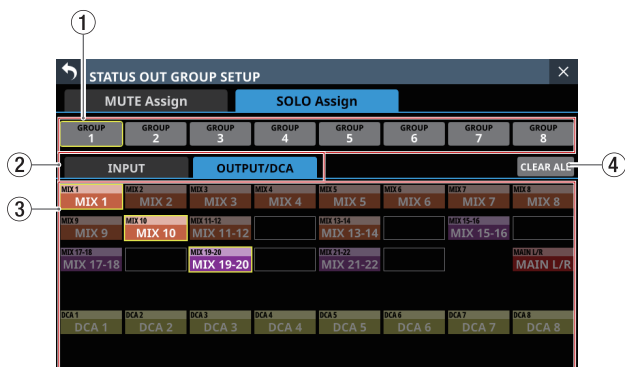 ①
STATUS OUT GROUP SETUP
×
MUTE Assign SOLO Assign
GROUP GROUP GROUP GROUP GROUP GROUP GROUP GROUP
1 2 3 4 5 6 7 8
② INPUT OUTPUT/DCA CLEAR ALL ④
MIX 1 MIX 2 MIX 3 MIX 4 MIX 5 MIX 6 MIX 7 MIX 8
③ MIX 1 MIX 2 MIX 3 MIX 4 MIX 5 MIX 6 MIX 7 MIX 8
MIX 9 MIX 10 MIX 11-12 MIX 13-14 MIX 15-16
MIX 9 MIX 10 MIX 11-12 MIX 13-14 MIX 15-16
MIX 17-18 MIX 19-20 MIX 21-22 MAIN L/R
MIX 17-18 MIX 19-20 MIX 21-22 MAIN L/R
DCA 1 DCA 2 DCA 3 DCA 4 DCA 5 DCA 6 DCA 7 DCA 8
DCA 1 DCA 2 DCA 3 DCA 4 DCA 5 DCA 6 DCA 7 DCA 8